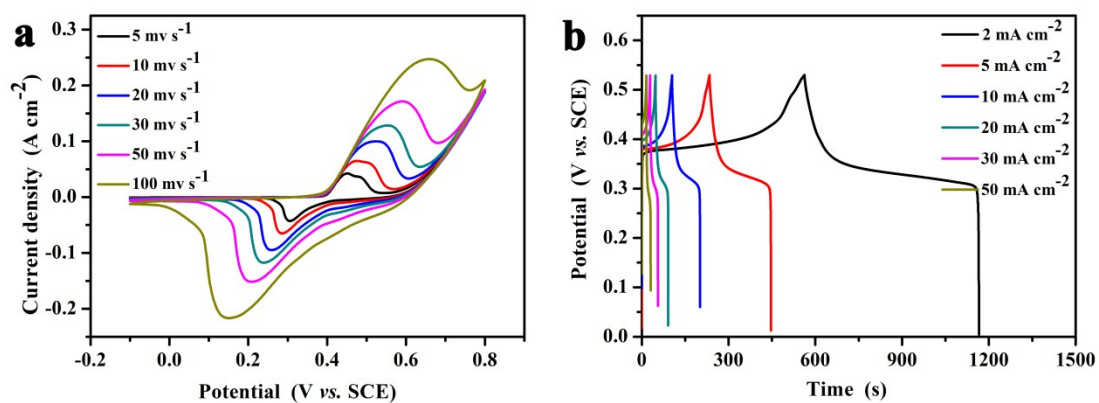 a
5 mv s⁻¹
10 mv s⁻¹
20 mv s⁻¹
30 mv s⁻¹
50 mv s⁻¹
100 mv s⁻¹
Current density (A cm⁻²)
0.3
0.2
0.1
0.0
-0.1
-0.2
-0.2
0.0
0.2
0.4
0.6
0.8
Potential (V vs. SCE)
b
2 mA cm⁻²
5 mA cm⁻²
10 mA cm⁻²
20 mA cm⁻²
30 mA cm⁻²
50 mA cm⁻²
Potential (V vs. SCE)
0.6
0.5
0.4
0.3
0.2
0.1
0.0
0
300
600
900
1200
1500
Time (s)